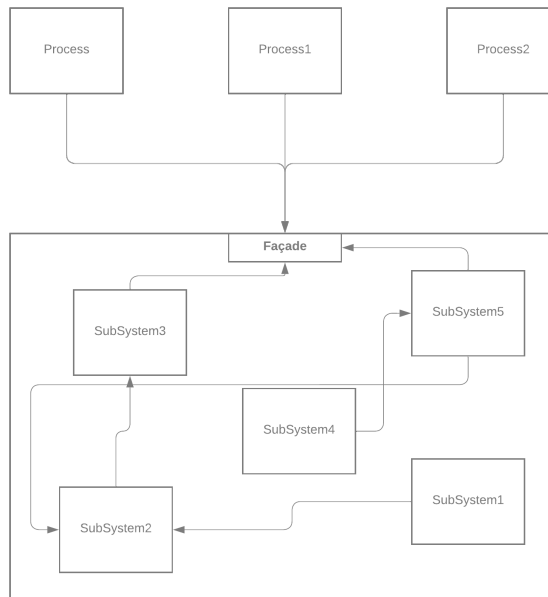 Process
Process1
Process2
Façade
SubSystem3
SubSystem5
SubSystem4
SubSystem1
SubSystem2